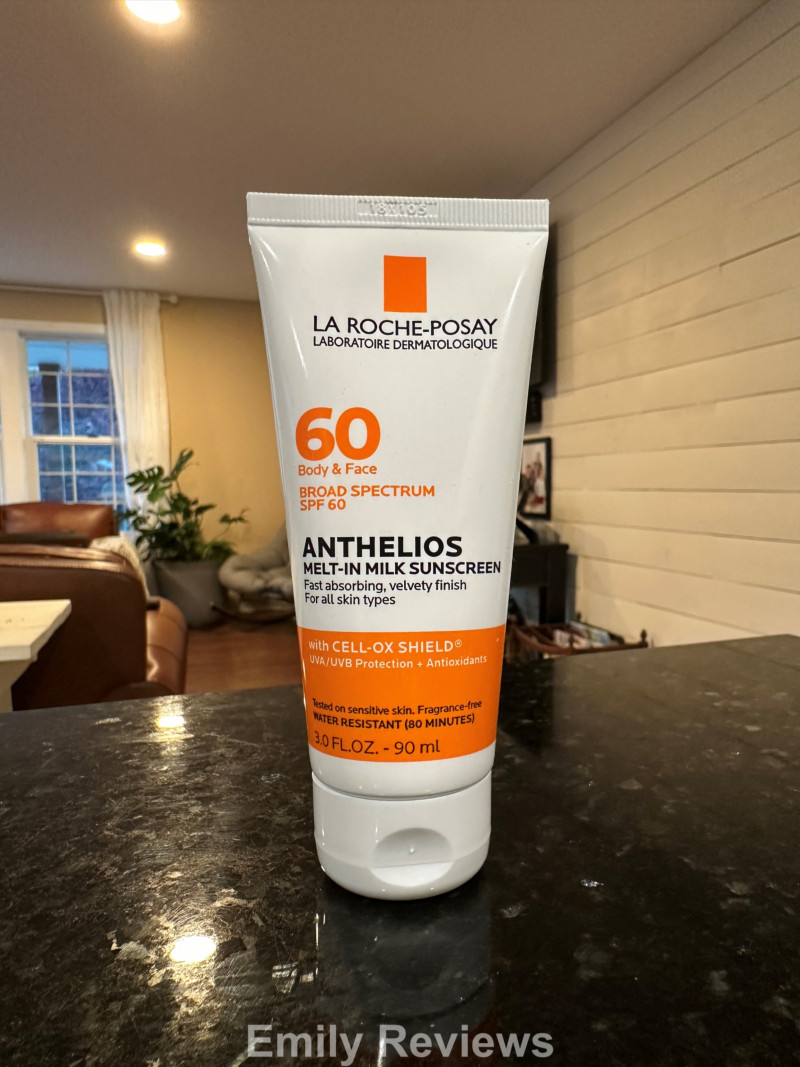 LA ROCHE-POSAY
LABORATOIRE DERMATOLOGIQUE
60
Body & Face
BROAD SPECTRUM
SPF 60
ANTHELIOS
MELT-IN MILK SUNSCREEN
Fast absorbing, velvety finish
For all skin types
with CELL-OX SHIELD®
UVA/UVB Protection + Antioxidants
Tested on sensitive skin. Fragrance-free
WATER RESISTANT (80 MINUTES)
3.0 FL.OZ. - 90 ml
Emily Reviews